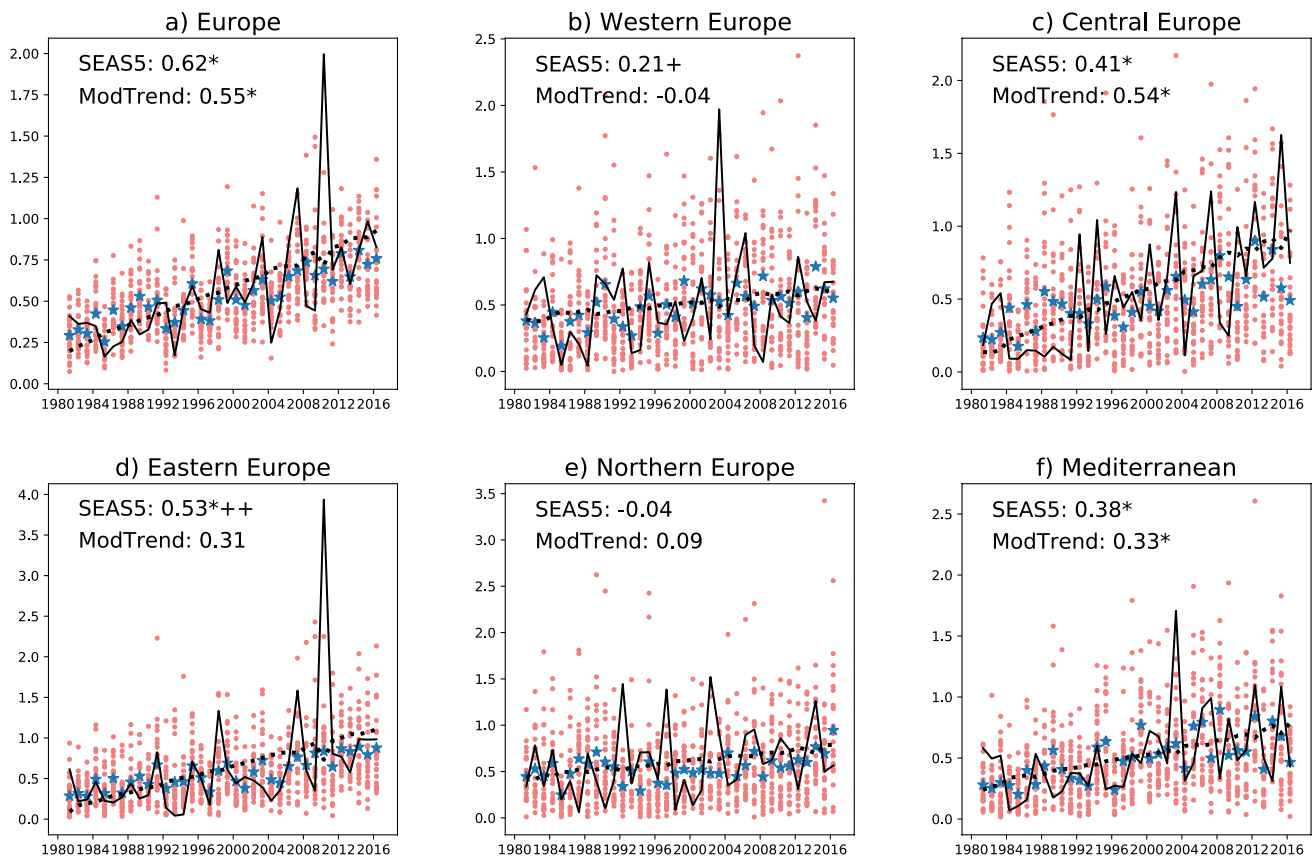 a) Europe
SEAS5: 0.62*
ModTrend: 0.55*
2.00
1.75
1.50
1.25
1.00
0.75
0.50
0.25
0.00
1980 1984 1988 1992 1996 2000 2004 2008 2012 2016
b) Western Europe
SEAS5: 0.21+
ModTrend: -0.04
2.5
2.0
1.5
1.0
0.5
0.0
1980 1984 1988 1992 1996 2000 2004 2008 2012 2016
c) Central Europe
SEAS5: 0.41*
ModTrend: 0.54*
2.0
1.5
1.0
0.5
0.0
1980 1984 1988 1992 1996 2000 2004 2008 2012 2016
d) Eastern Europe
SEAS5: 0.53*++
ModTrend: 0.31
4.0
3.5
3.0
2.5
2.0
1.5
1.0
0.5
0.0
1980 1984 1988 1992 1996 2000 2004 2008 2012 2016
e) Northern Europe
SEAS5: -0.04
ModTrend: 0.09
3.5
3.0
2.5
2.0
1.5
1.0
0.5
0.0
1980 1984 1988 1992 1996 2000 2004 2008 2012 2016
f) Mediterranean
SEAS5: 0.38*
ModTrend: 0.33*
2.5
2.0
1.5
1.0
0.5
0.0
1980 1984 1988 1992 1996 2000 2004 2008 2012 2016